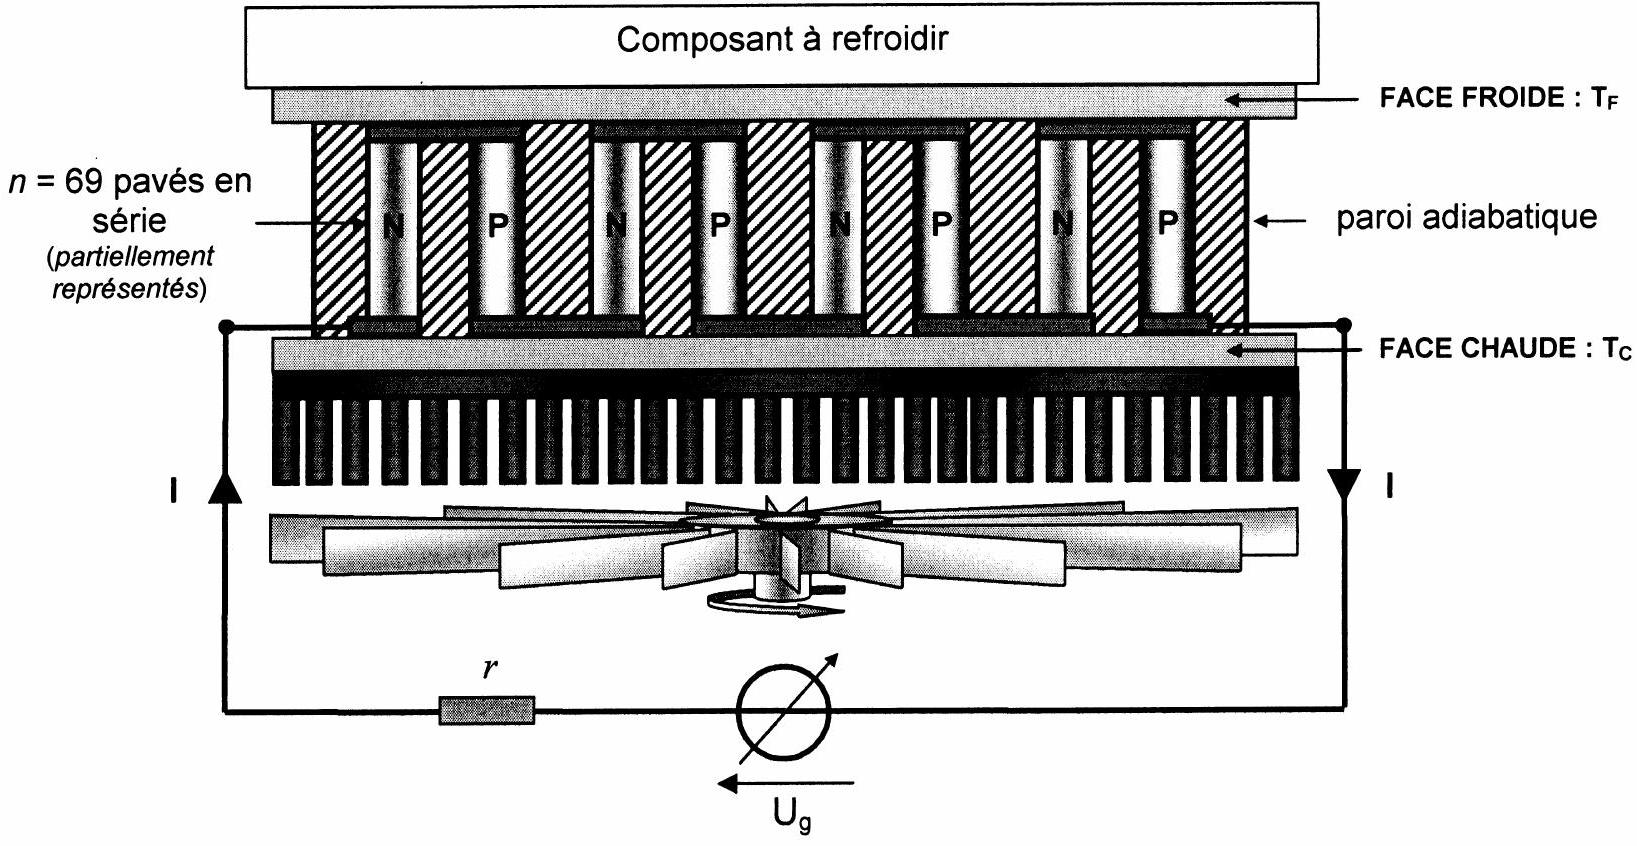 Composant à refroidir
FACE FROIDE : TF
n = 69 pavés en
série
(partiellement
représentés)
N P N P N P N P
paroi adiabatique
FACE CHAUDE : TC
I
I
r
Ug